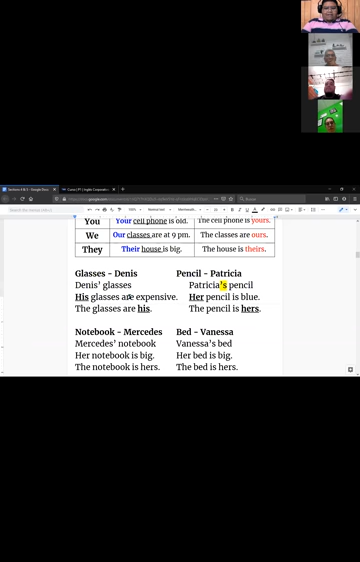 You Your cell phone is old. The cell phone is yours.
We Our classes are at 9 pm. The classes are ours.
They Their house is big. The house is theirs.
Glasses - Denis
Denis' glasses
His glasses are expensive.
The glasses are his.
Pencil - Patricia
Patricia's pencil
Her pencil is blue.
The pencil is hers.
Notebook - Mercedes
Mercedes' notebook
Her notebook is big.
The notebook is hers.
Bed - Vanessa
Vanessa's bed
Her bed is big.
The bed is hers.